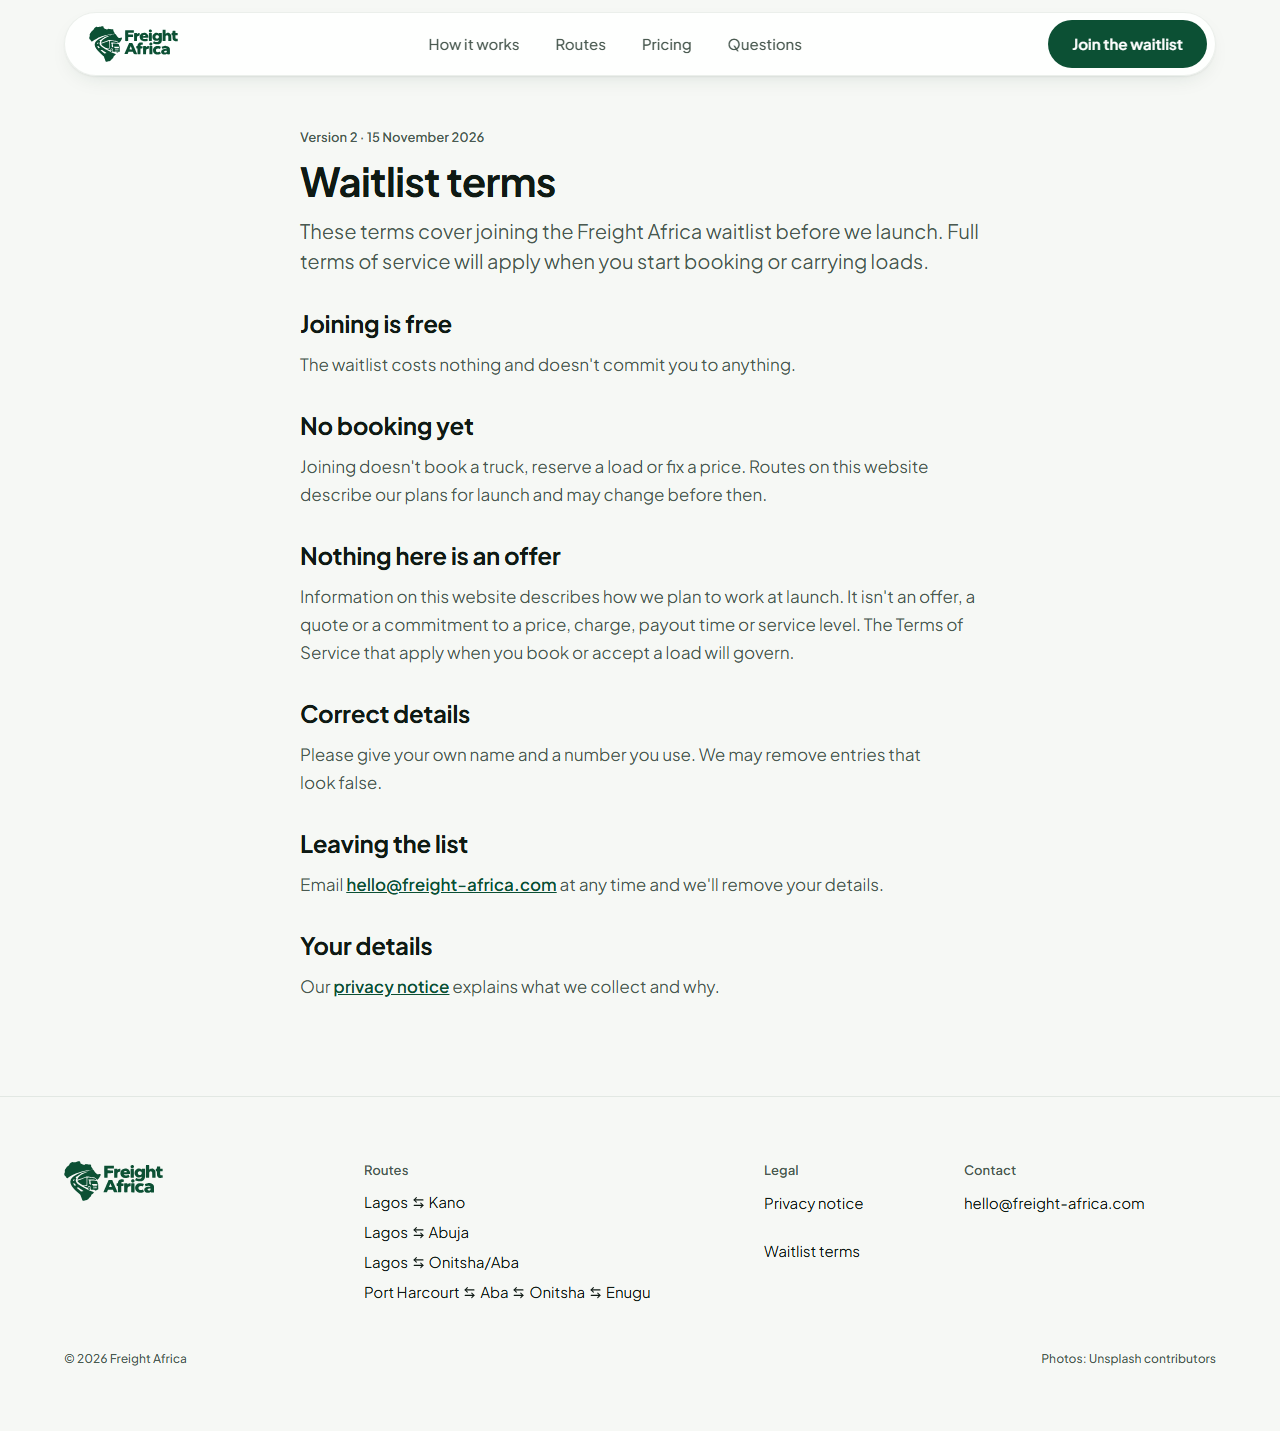 Freight Africa
How it works
Routes
Pricing
Questions
Join the waitlist
Version 2 · 15 November 2026
Waitlist terms
These terms cover joining the Freight Africa waitlist before we launch. Full
terms of service will apply when you start booking or carrying loads.
Joining is free
The waitlist costs nothing and doesn't commit you to anything.
No booking yet
Joining doesn't book a truck, reserve a load or fix a price. Routes on this website
describe our plans for launch and may change before then.
Nothing here is an offer
Information on this website describes how we plan to work at launch. It isn't an offer, a
quote or a commitment to a price, charge, payout time or service level. The Terms of
Service that apply when you book or accept a load will govern.
Correct details
Please give your own name and a number you use. We may remove entries that
look false.
Leaving the list
Email hello@freight-africa.com at any time and we'll remove your details.
Your details
Our privacy notice explains what we collect and why.
Freight Africa
Routes
Lagos ⇆ Kano
Lagos ⇆ Abuja
Lagos ⇆ Onitsha/Aba
Port Harcourt ⇆ Aba ⇆ Onitsha ⇆ Enugu
Legal
Privacy notice
Waitlist terms
Contact
hello@freight-africa.com
© 2026 Freight Africa
Photos: Unsplash contributors